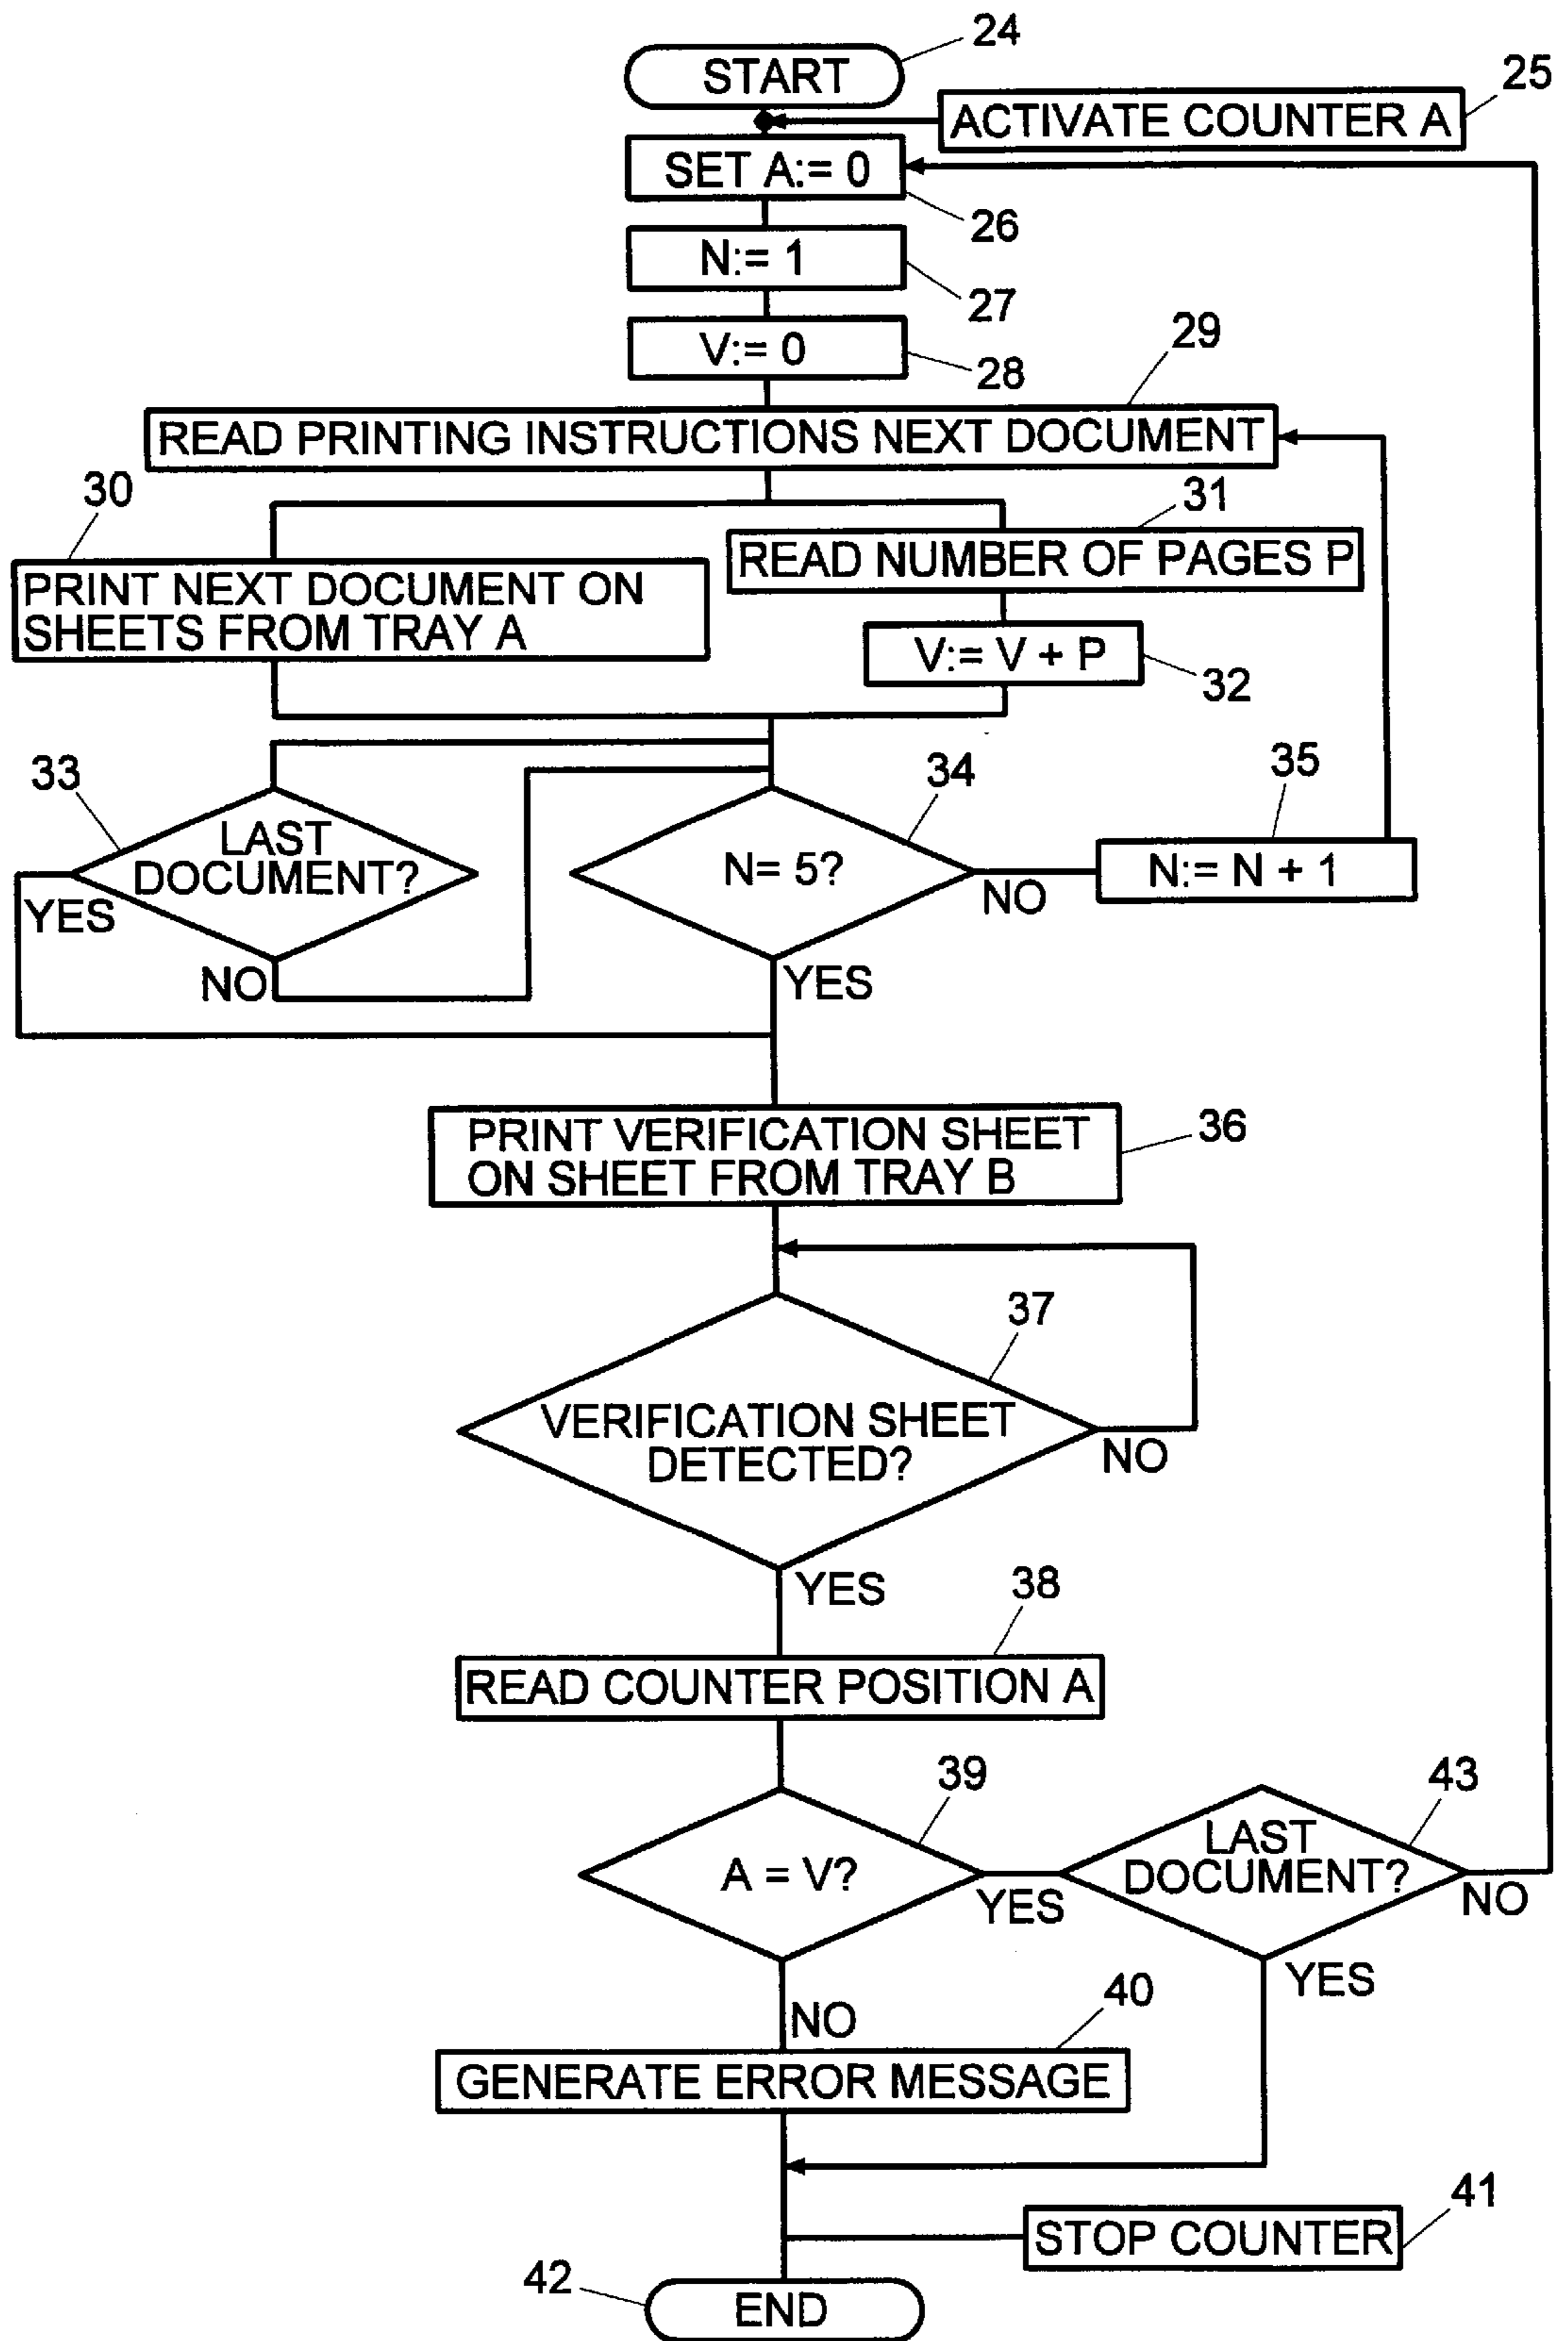 24
START
25
ACTIVATE COUNTER A
SET A:= 0
26
N:= 1
27
V:= 0
28
29
READ PRINTING INSTRUCTIONS NEXT DOCUMENT
30
31
READ NUMBER OF PAGES P
PRINT NEXT DOCUMENT ON
SHEETS FROM TRAY A
V:= V + P
32
33
34
35
LAST
DOCUMENT?
N= 5?
N:= N + 1
YES
NO
NO
YES
PRINT VERIFICATION SHEET
ON SHEET FROM TRAY B
36
37
VERIFICATION SHEET
DETECTED?
NO
YES
38
READ COUNTER POSITION A
39
43
A = V?
LAST
DOCUMENT?
YES
NO
YES
NO
40
GENERATE ERROR MESSAGE
41
STOP COUNTER
42
END